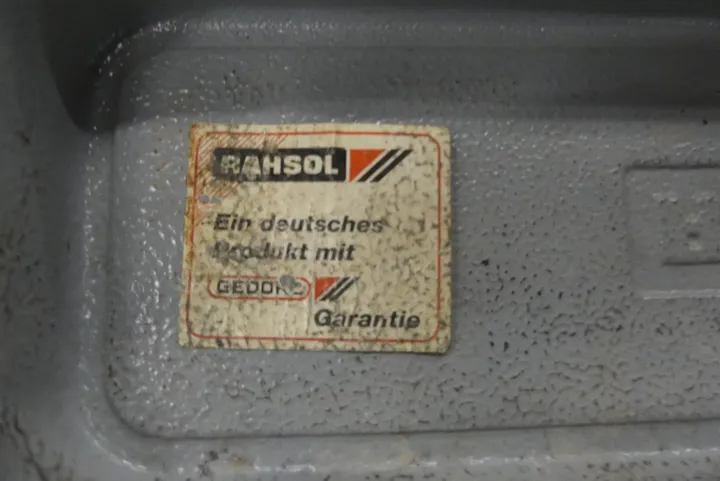 RAHSOL
Ein deutsches
Produkt mit
GEDORE
Garantie